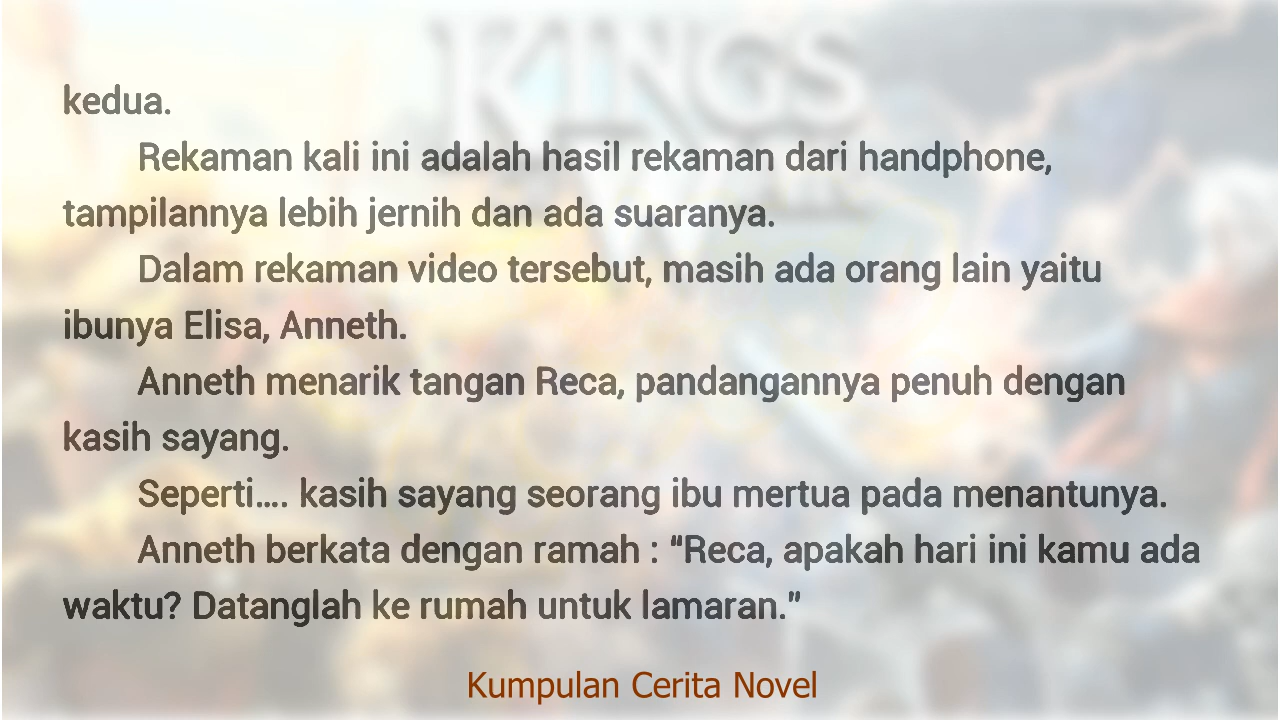 KINGS
kedua.
Rekaman kali ini adalah hasil rekaman dari handphone,
tampilannya lebih jernih dan ada suaranya.
Dalam rekaman video tersebut, masih ada orang lain yaitu
ibunya Elisa, Anneth.
Anneth menarik tangan Reca, pandangannya penuh dengan
kasih sayang.
Seperti.... kasih sayang seorang ibu mertua pada menantunya.
Anneth berkata dengan ramah : “Reca, apakah hari ini kamu ada
waktu? Datanglah ke rumah untuk lamaran.”
Kumpulan Cerita Novel